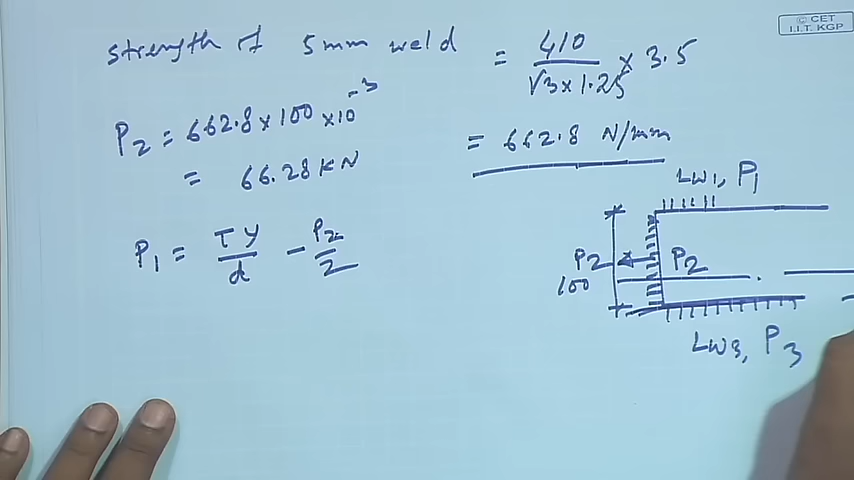 © CET
I.I.T. KGP
strength of 5mm weld = 410/(√3 × 1.25) × 3.5
= 662.8 N/mm
P2 = 662.8 × 100 × 10^-3
= 66.28 KN
P1 = Ty/d - P2/2
LW1, P1
P2
P2
100
LW3, P3